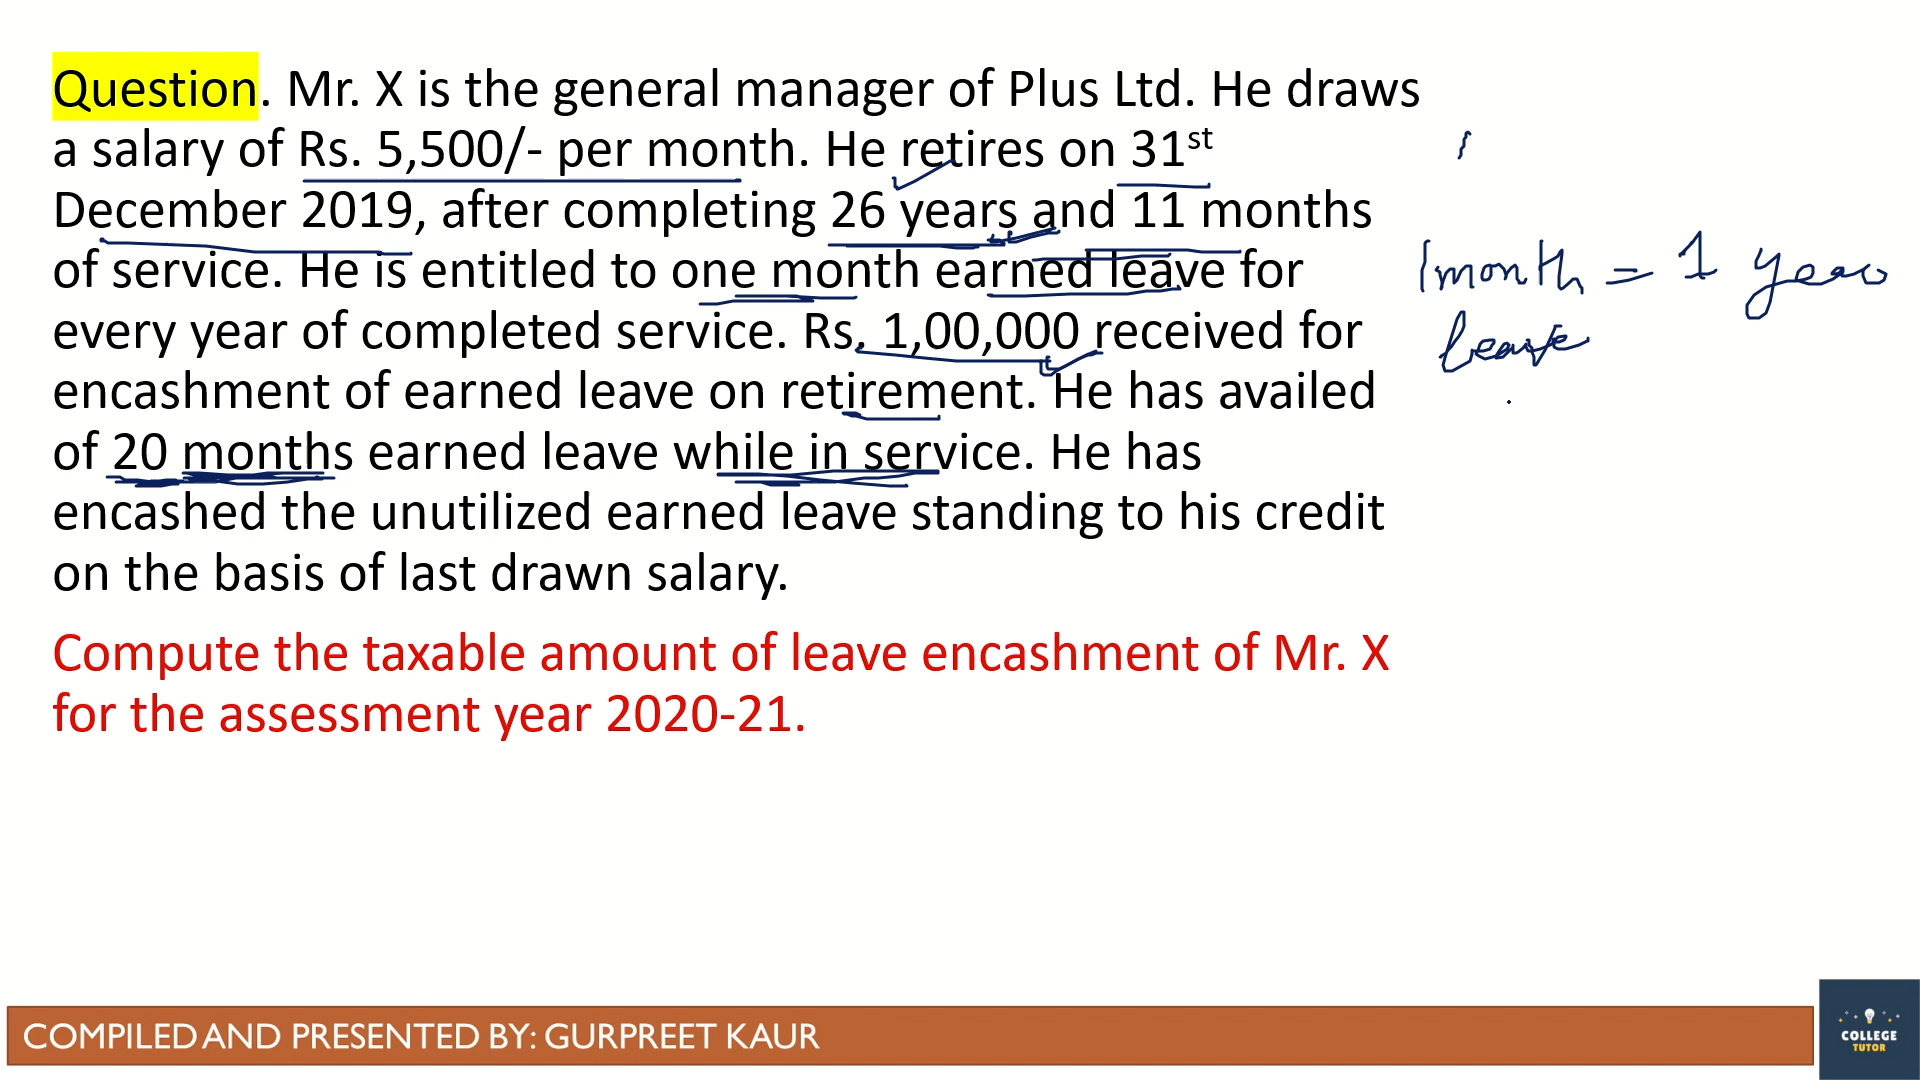 Question. Mr. X is the general manager of Plus Ltd. He draws
a salary of Rs. 5,500/- per month. He retires on 31st
December 2019, after completing 26 years and 11 months
of service. He is entitled to one month earned leave for
every year of completed service. Rs. 1,00,000 received for
encashment of earned leave on retirement. He has availed
of 20 months earned leave while in service. He has
encashed the unutilized earned leave standing to his credit
on the basis of last drawn salary.
Compute the taxable amount of leave encashment of Mr. X
for the assessment year 2020-21.
1month = 1 year
leave
COMPILED AND PRESENTED BY: GURPREET KAUR
COLLEGE
TUTOR